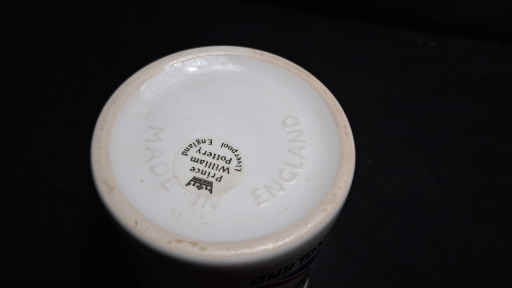 Prince
William
Pottery
Liverpool England
MADE
IN
ENGLAND